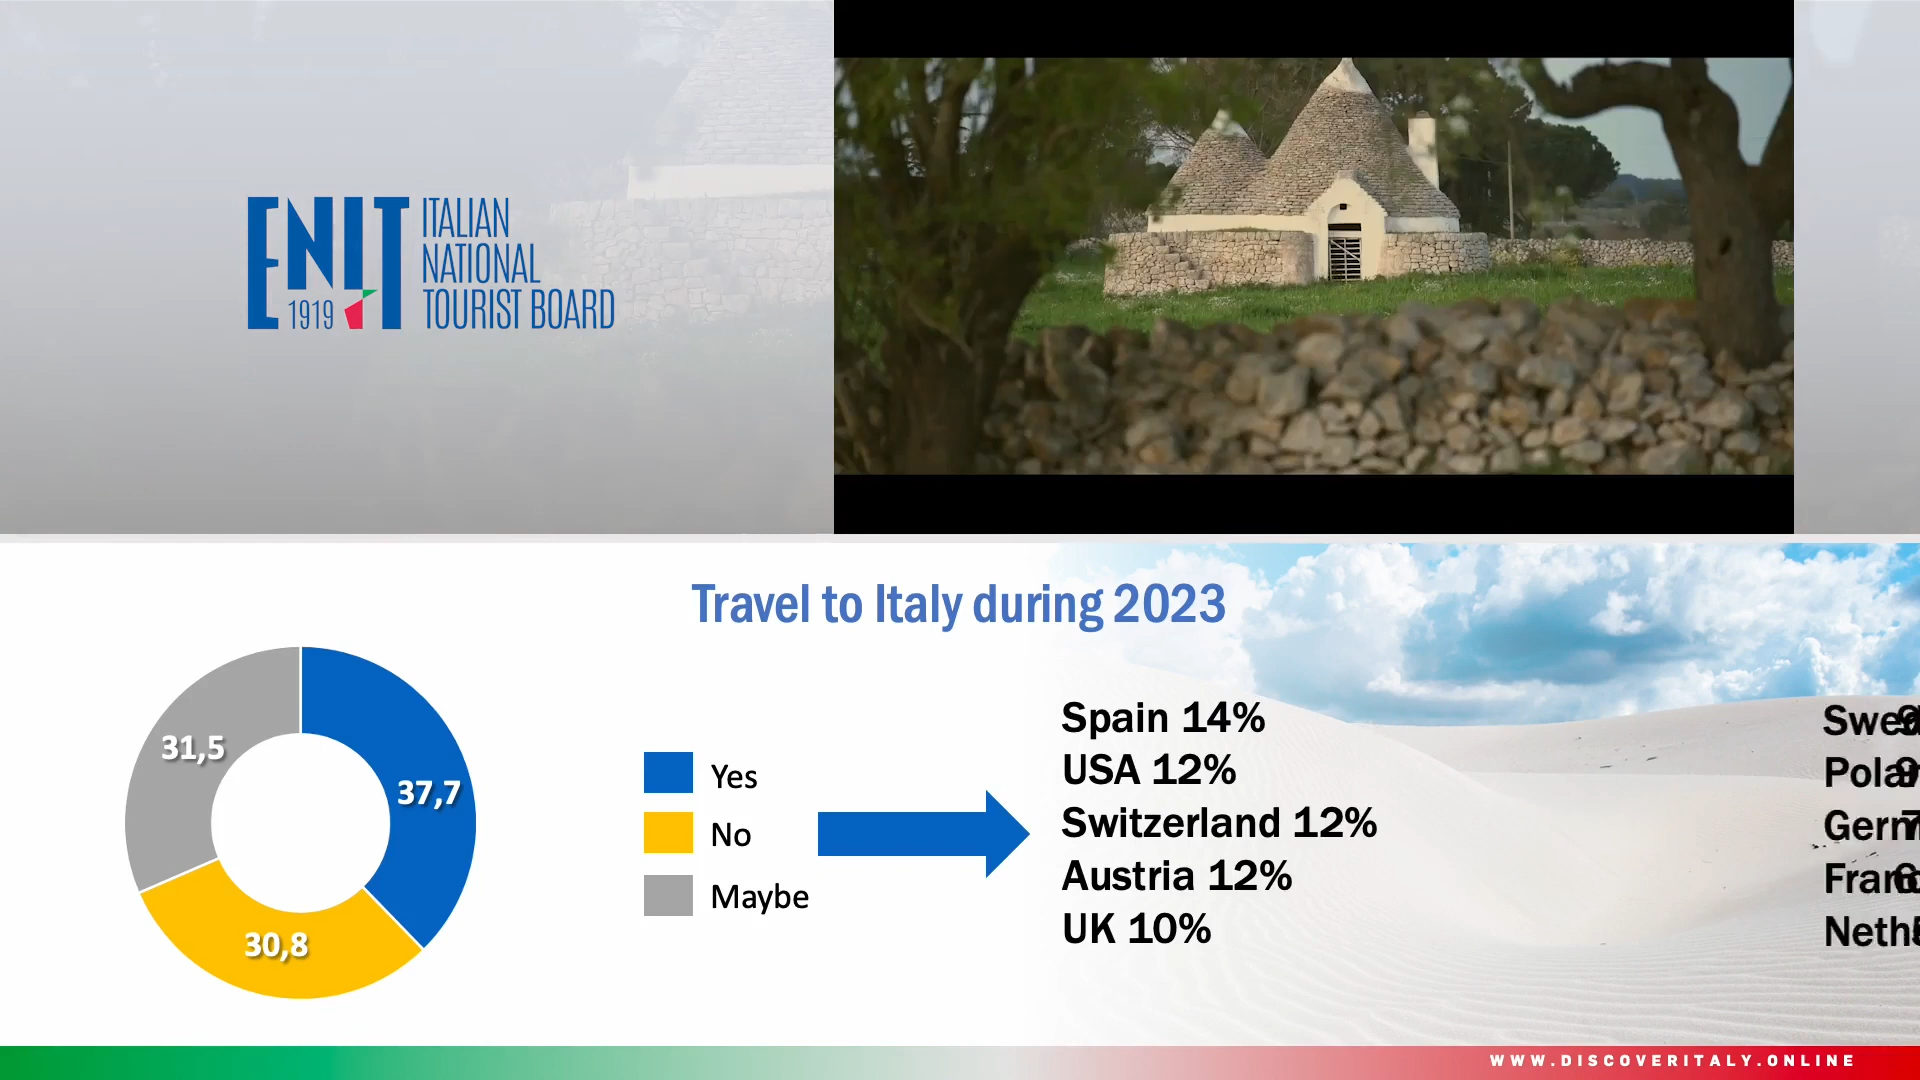 ENIT
1919
ITALIAN
NATIONAL
TOURIST BOARD
Travel to Italy during 2023
31,5
37,7
30,8
Yes
No
Maybe
Spain 14%
USA 12%
Switzerland 12%
Austria 12%
UK 10%
WWW.DISCOVERITALY.ONLINE